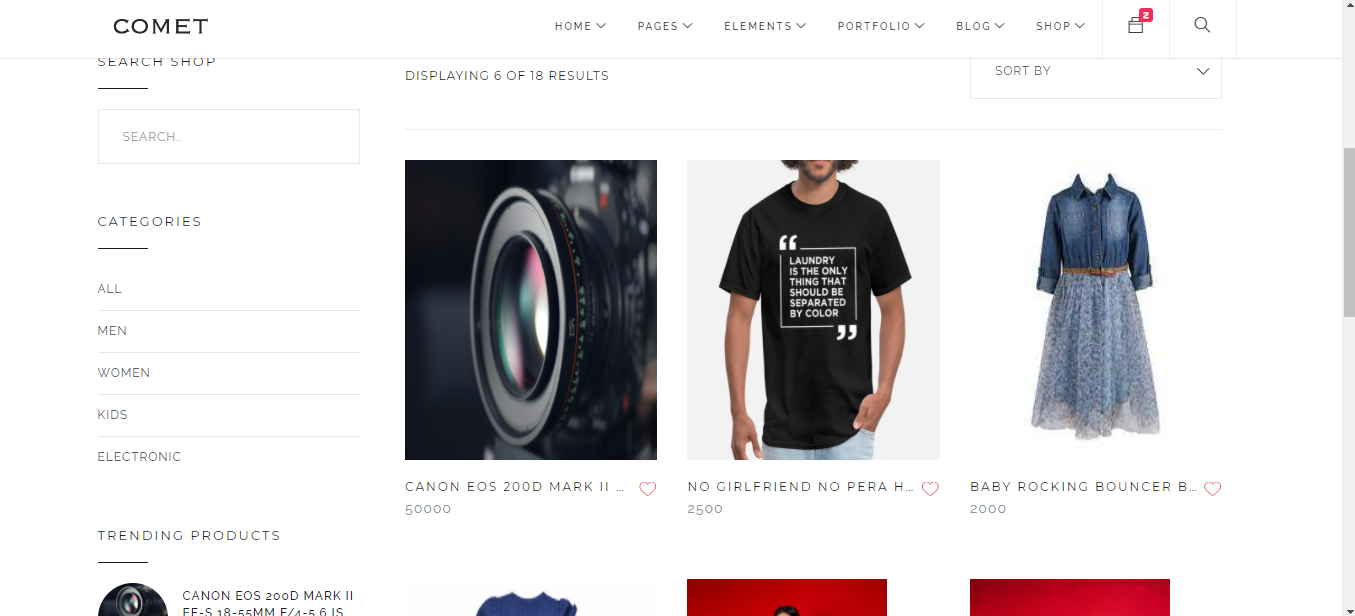 COMET
HOME PAGES ELEMENTS PORTFOLIO BLOG SHOP 2
SEARCH SHOP
SEARCH..
CATEGORIES
ALL
MEN
WOMEN
KIDS
ELECTRONIC
TRENDING PRODUCTS
CANON EOS 200D MARK II
EF-S 18-55MM F/4-5.6 IS
DISPLAYING 6 OF 18 RESULTS
SORT BY
CANON EOS 200D MARK II ...
50000
“
LAUNDRY
IS THE ONLY
THING THAT
SHOULD BE
SEPARATED
BY COLOR
”
NO GIRLFRIEND NO PERA H...
2500
BABY ROCKING BOUNCER B...
2000